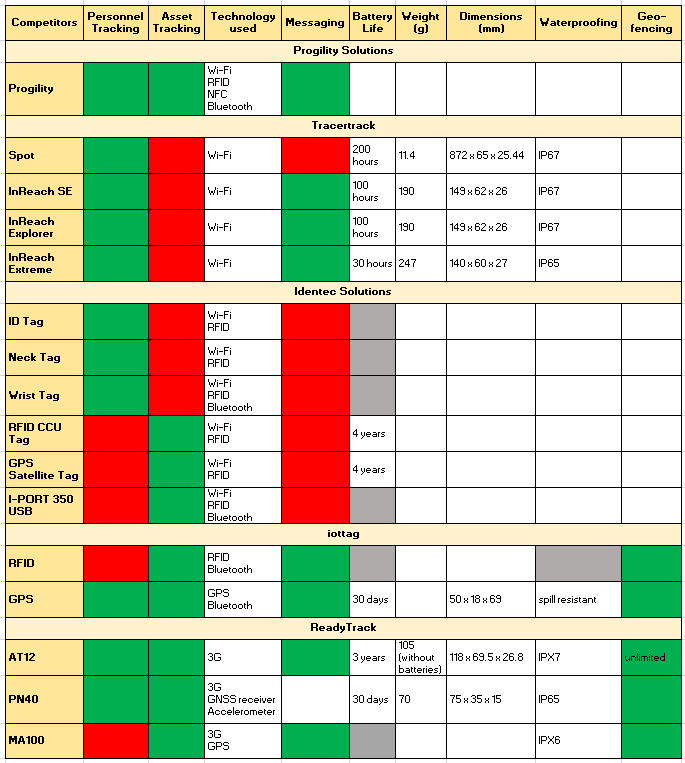 Competitors Personnel Tracking Asset Tracking Technology used Messaging Battery Life Weight (g) Dimensions (mm) Waterproofing Geo-fencing
Progility Solutions
Progility Wi-Fi RFID NFC Bluetooth
Tracertrack
Spot Wi-Fi 200 hours 11.4 872 x 65 x 25.44 IP67
InReach SE Wi-Fi 100 hours 190 149 x 62 x 26 IP67
InReach Explorer Wi-Fi 100 hours 190 149 x 62 x 26 IP67
InReach Extreme Wi-Fi 30 hours 247 140 x 60 x 27 IP65
Identec Solutions
ID Tag Wi-Fi RFID
Neck Tag Wi-Fi RFID
Wrist Tag Wi-Fi RFID Bluetooth
RFID CCU Tag Wi-Fi RFID 4 years
GPS Satellite Tag Wi-Fi RFID 4 years
I-PORT 350 USB Wi-Fi RFID Bluetooth
iottag
RFID RFID Bluetooth
GPS GPS Bluetooth 30 days 50 x 18 x 69 spill resistant
ReadyTrack
AT12 3G 3 years 105 (without batteries) 118 x 69.5 x 26.8 IPX7 unlimited
PN40 3G GNSS receiver Accelerometer 30 days 70 75 x 35 x 15 IP65
MA100 3G GPS IPX6